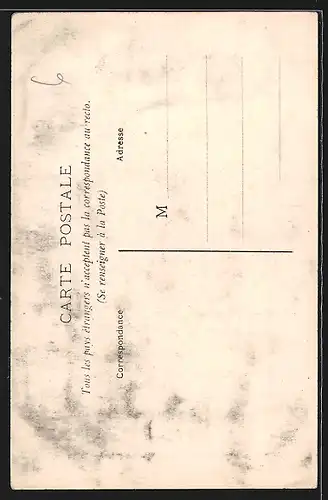 CARTE POSTALE
Tous les pays étrangers n'acceptent pas la correspondance au recto.
(Se renseigner à la Poste)
Correspondance
Adresse
M